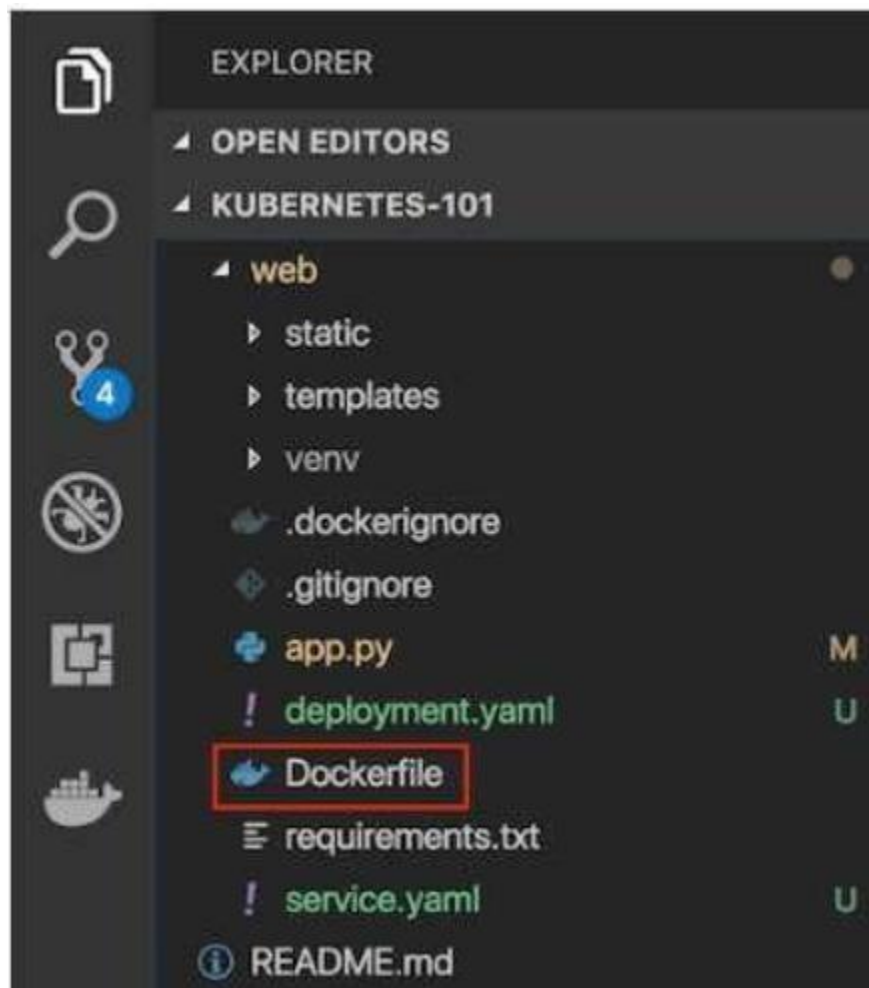 EXPLORER
OPEN EDITORS
KUBERNETES-101
web
static
templates
venv
4
.dockerignore
.gitignore
app.py M
! deployment.yaml U
Dockerfile
requirements.txt
! service.yaml U
README.md